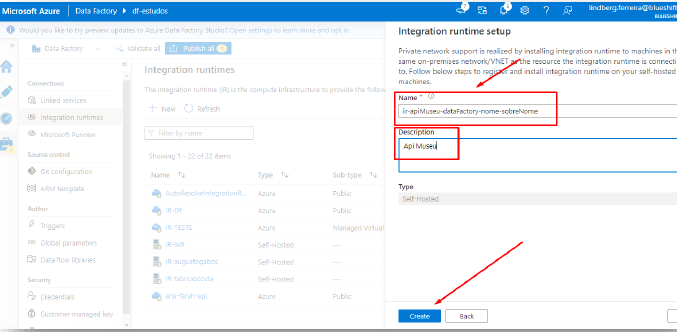 Microsoft Azure | Data Factory > df-estudos
lindberg.ferreira@blueshift
BLUESHIF
Would you like to try preview updates to Azure Data Factory Studio? Open settings to learn more and opt in
Data Factory
Validate all
Publish all 1
Connections
Linked services
Integration runtimes
Microsoft Purview
Source control
Git configuration
ARM template
Author
Triggers
Global parameters
Data flow libraries
Security
Credentials
Customer managed key
Integration runtimes
The integration runtime (IR) is the compute infrastructure to provide the follow
New
Refresh
Filter by name
Showing 1 - 22 of 22 items
Name
Type
Sub-type
AutoResolveIntegrationR...
Azure
Public
IR-DF
Azure
Public
IR-TESTE
Azure
Managed Virtual
IR-WR
Self-Hosted
---
IR-augustogaboe
Self-Hosted
---
IR-fabriciocosta
Self-Hosted
---
ana-farah-api
Azure
Public
Integration runtime setup
Private network support is realized by installing integration runtime to machines in th
same on-premises network/VNET as the resource the integration runtime is connectin
to. Follow below steps to register and install integration runtime on your self-hosted
machines.
Name *
ir-apiMuseu-dataFactory-nome-sobreNome
Description
Api Museu
Type
Self-Hosted
Create
Back